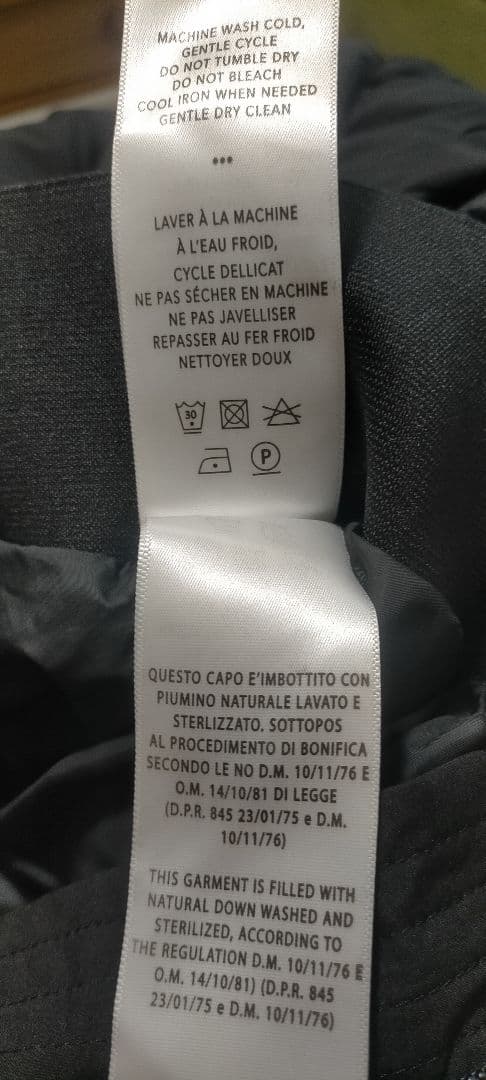 MACHINE WASH COLD,
GENTLE CYCLE
DO NOT TUMBLE DRY
DO NOT BLEACH
COOL IRON WHEN NEEDED
GENTLE DRY CLEAN
•••
LAVER À LA MACHINE
À L'EAU FROID,
CYCLE DELLICAT
NE PAS SÉCHER EN MACHINE
NE PAS JAVELLISER
REPASSER AU FER FROID
NETTOYER DOUX
30
P
QUESTO CAPO E'IMBOTTITO CON
PIUMINO NATURALE LAVATO E
STERLIZZATO. SOTTOPOS
AL PROCEDIMENTO DI BONIFICA
SECONDO LE NO D.M. 10/11/76 E
O.M. 14/10/81 DI LEGGE
(D.P.R. 845 23/01/75 e D.M.
10/11/76)
THIS GARMENT IS FILLED WITH
NATURAL DOWN WASHED AND
STERILIZED, ACCORDING TO
THE REGULATION D.M. 10/11/76 E
O.M. 14/10/81) (D.P.R. 845
23/01/75 e D.M. 10/11/76)